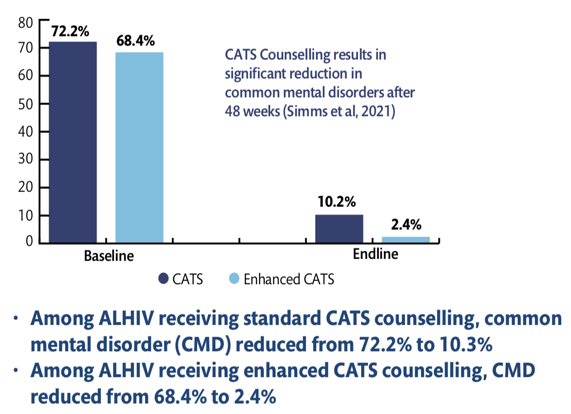 80
70
60
50
40
30
20
10
0
72.2%
68.4%
CATS Counselling results in
significant reduction in
common mental disorders after
48 weeks (Simms et al, 2021)
10.2%
2.4%
Baseline
Endline
CATS
Enhanced CATS
• Among ALHIV receiving standard CATS counselling, common
mental disorder (CMD) reduced from 72.2% to 10.3%
• Among ALHIV receiving enhanced CATS counselling, CMD
reduced from 68.4% to 2.4%